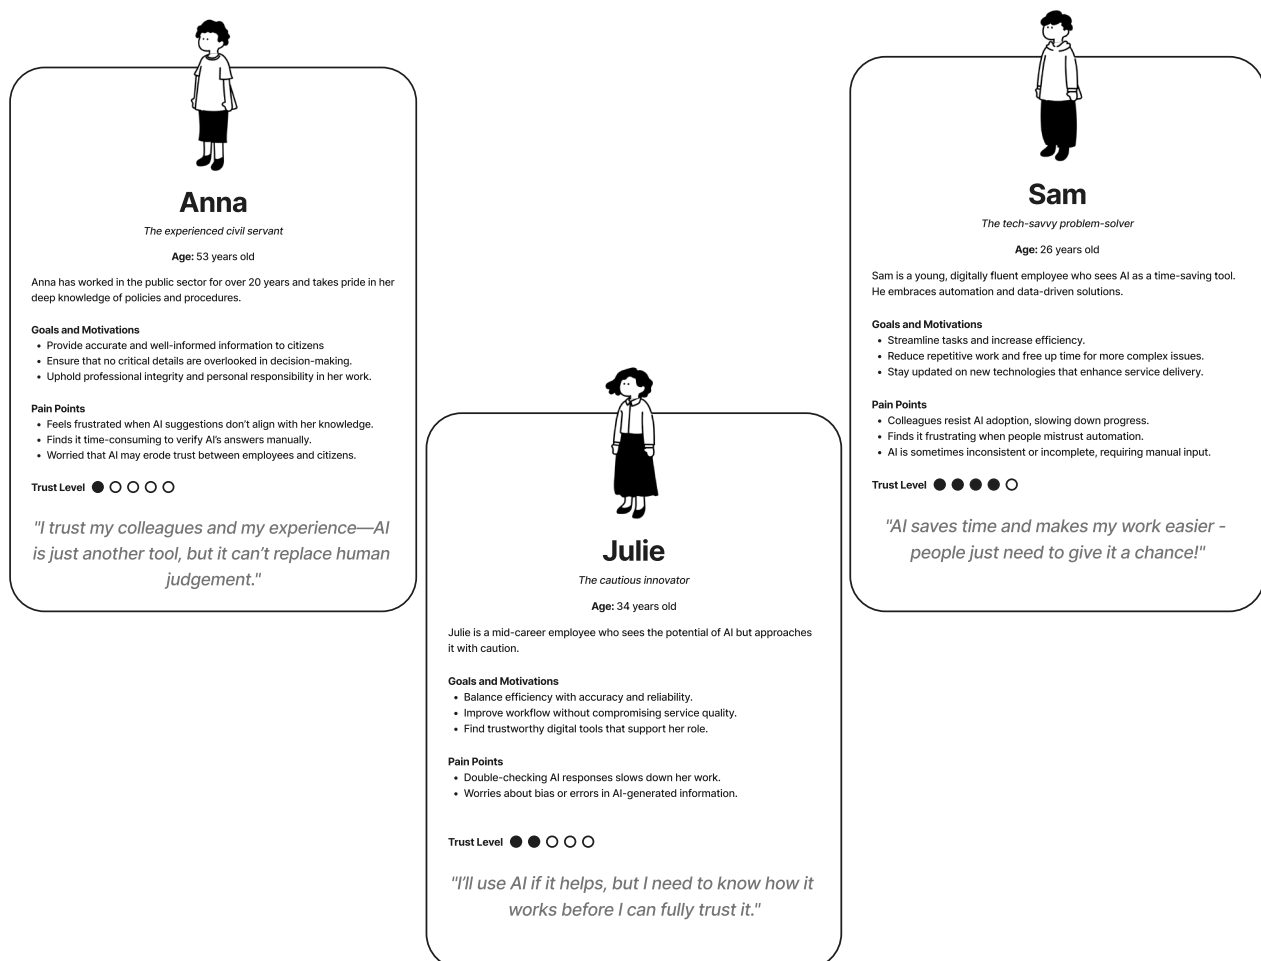 Anna
The experienced civil servant
Age: 53 years old
Anna has worked in the public sector for over 20 years and takes pride in her
deep knowledge of policies and procedures.
Goals and Motivations
• Provide accurate and well-informed information to citizens
• Ensure that no critical details are overlooked in decision-making.
• Uphold professional integrity and personal responsibility in her work.
Pain Points
• Feels frustrated when AI suggestions don’t align with her knowledge.
• Finds it time-consuming to verify AI’s answers manually.
• Worried that AI may erode trust between employees and citizens.
Trust Level
"I trust my colleagues and my experience—AI
is just another tool, but it can’t replace human
judgement."
Julie
The cautious innovator
Age: 34 years old
Julie is a mid-career employee who sees the potential of AI but approaches
it with caution.
Goals and Motivations
• Balance efficiency with accuracy and reliability.
• Improve workflow without compromising service quality.
• Find trustworthy digital tools that support her role.
Pain Points
• Double-checking AI responses slows down her work.
• Worries about bias or errors in AI-generated information.
Trust Level
"I’ll use AI if it helps, but I need to know how it
works before I can fully trust it."
Sam
The tech-savvy problem-solver
Age: 26 years old
Sam is a young, digitally fluent employee who sees AI as a time-saving tool.
He embraces automation and data-driven solutions.
Goals and Motivations
• Streamline tasks and increase efficiency.
• Reduce repetitive work and free up time for more complex issues.
• Stay updated on new technologies that enhance service delivery.
Pain Points
• Colleagues resist AI adoption, slowing down progress.
• Finds it frustrating when people mistrust automation.
• AI is sometimes inconsistent or incomplete, requiring manual input.
Trust Level
"AI saves time and makes my work easier -
people just need to give it a chance!"